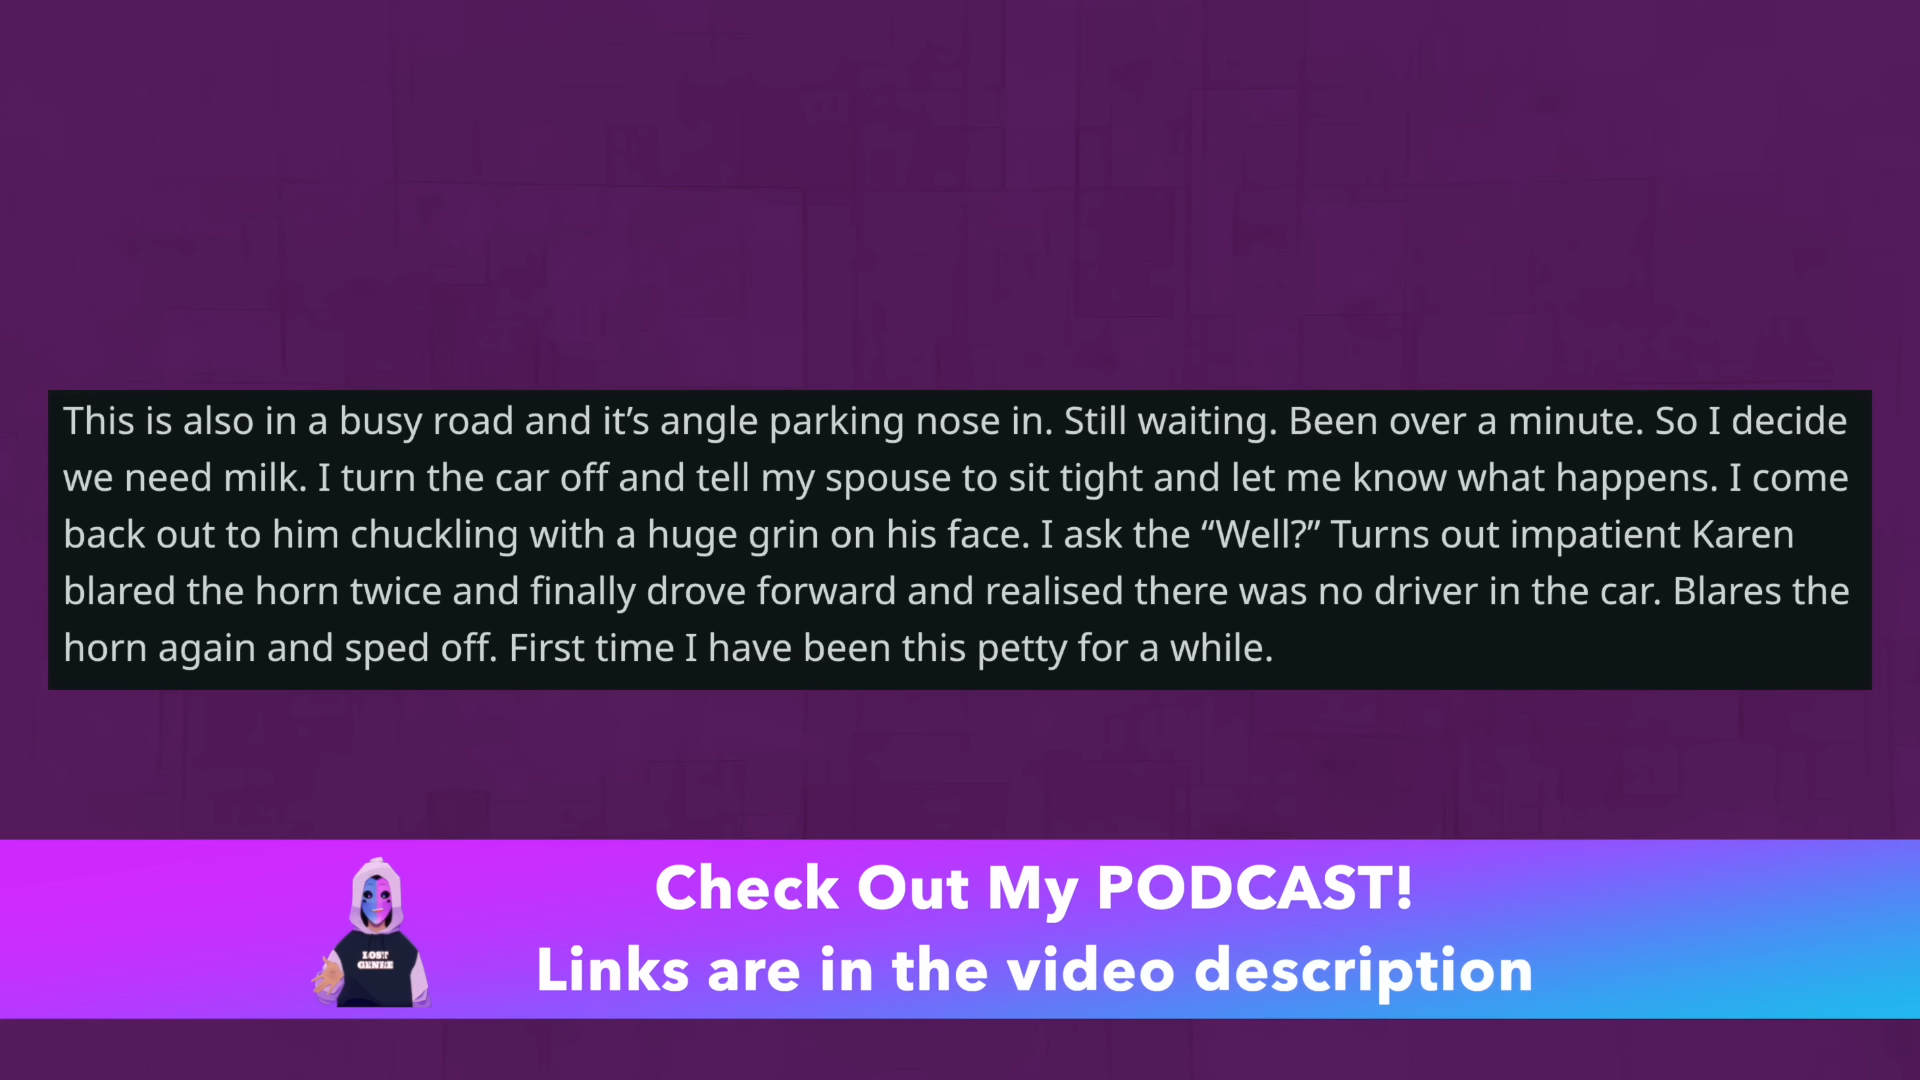 This is also in a busy road and it’s angle parking nose in. Still waiting. Been over a minute. So I decide
we need milk. I turn the car off and tell my spouse to sit tight and let me know what happens. I come
back out to him chuckling with a huge grin on his face. I ask the “Well?” Turns out impatient Karen
blared the horn twice and finally drove forward and realised there was no driver in the car. Blares the
horn again and sped off. First time I have been this petty for a while.
Check Out My PODCAST!
LOST
GENRE
Links are in the video description